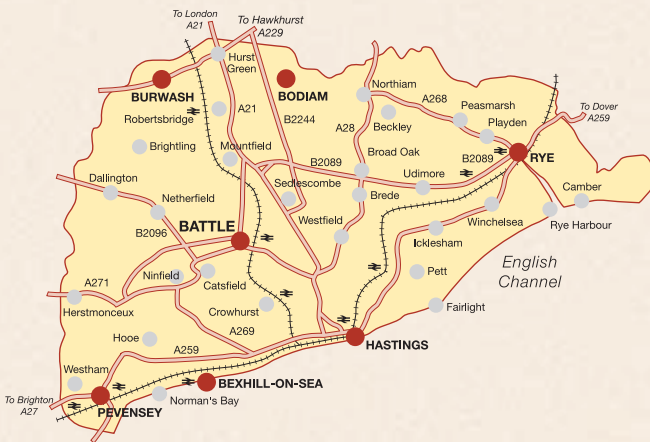 To London
A21
To Hawkhurst
A229
Hurst
Green
BURWASH
BODIAM
Northiam
A268
Peasmarsh
To Dover
A259
Robertsbridge
A21
B2244
A28
Beckley
Playden
Brightling
Mountfield
B2089
Broad Oak
B2089
RYE
Dallington
Sedlescombe
Udimore
Camber
Netherfield
Brede
BATTLE
Westfield
Winchelsea
Rye Harbour
B2096
Icklesham
English
Channel
A271
Ninfield
Catsfield
Pett
Herstmonceux
Crowhurst
Fairlight
Hooe
A269
HASTINGS
A259
Westham
BEXHILL-ON-SEA
To Brighton
A27
Norman's Bay
PEVENSEY